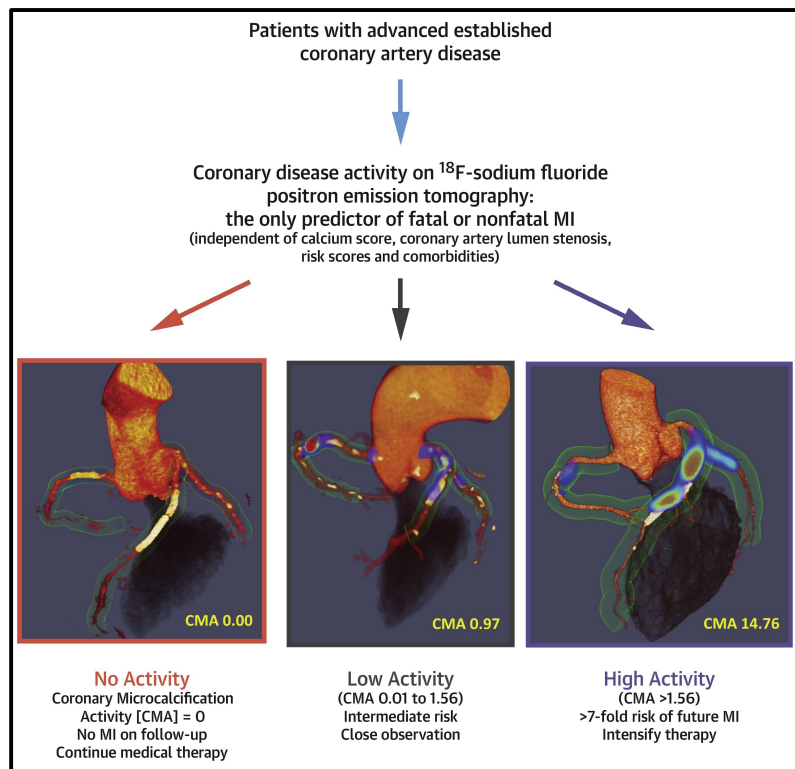 Patients with advanced established
coronary artery disease
Coronary disease activity on ¹⁸F-sodium fluoride
positron emission tomography:
the only predictor of fatal or nonfatal MI
(independent of calcium score, coronary artery lumen stenosis,
risk scores and comorbidities)
CMA 0.00
CMA 0.97
CMA 14.76
No Activity
Coronary Microcalcification
Activity [CMA] = 0
No MI on follow-up
Continue medical therapy
Low Activity
(CMA 0.01 to 1.56)
Intermediate risk
Close observation
High Activity
(CMA >1.56)
>7-fold risk of future MI
Intensify therapy